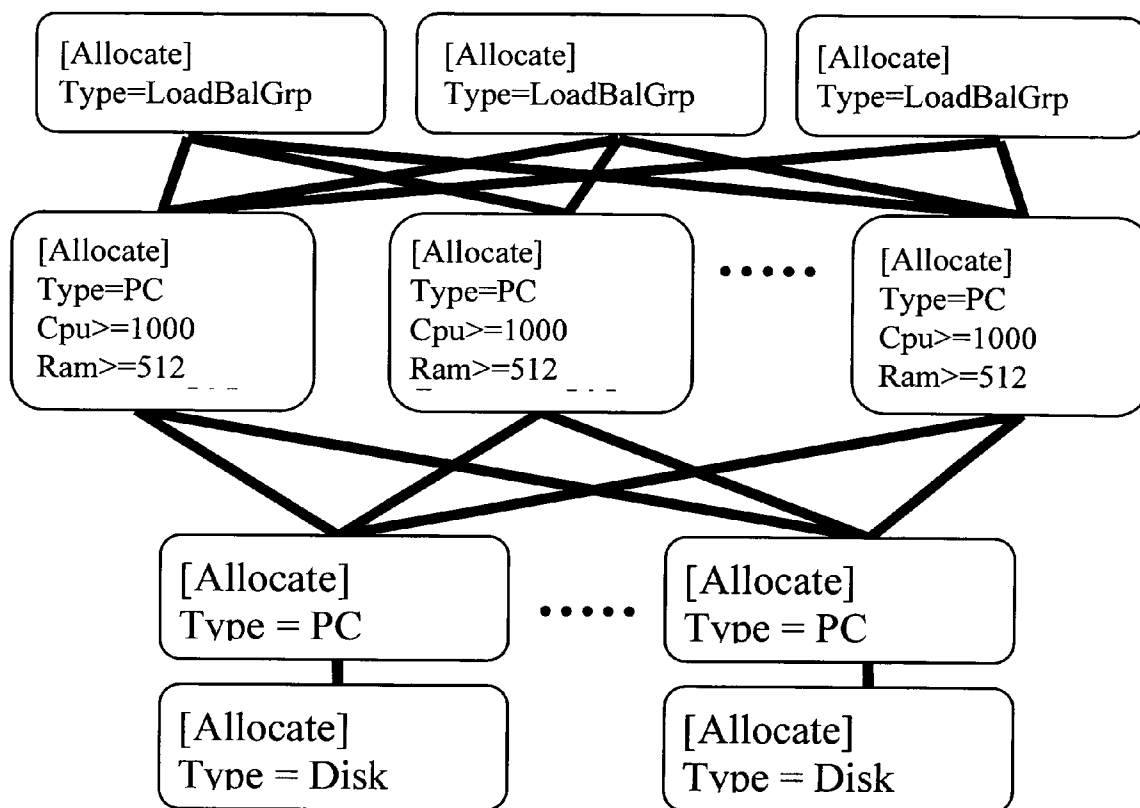 [Allocate]
Type=LoadBalGrp
[Allocate]
Type=LoadBalGrp
[Allocate]
Type=LoadBalGrp
[Allocate]
Type=PC
Cpu>=1000
Ram>=512
[Allocate]
Type=PC
Cpu>=1000
Ram>=512
[Allocate]
Type=PC
Cpu>=1000
Ram>=512
[Allocate]
Type = PC
[Allocate]
Type = PC
[Allocate]
Type = Disk
[Allocate]
Type = Disk